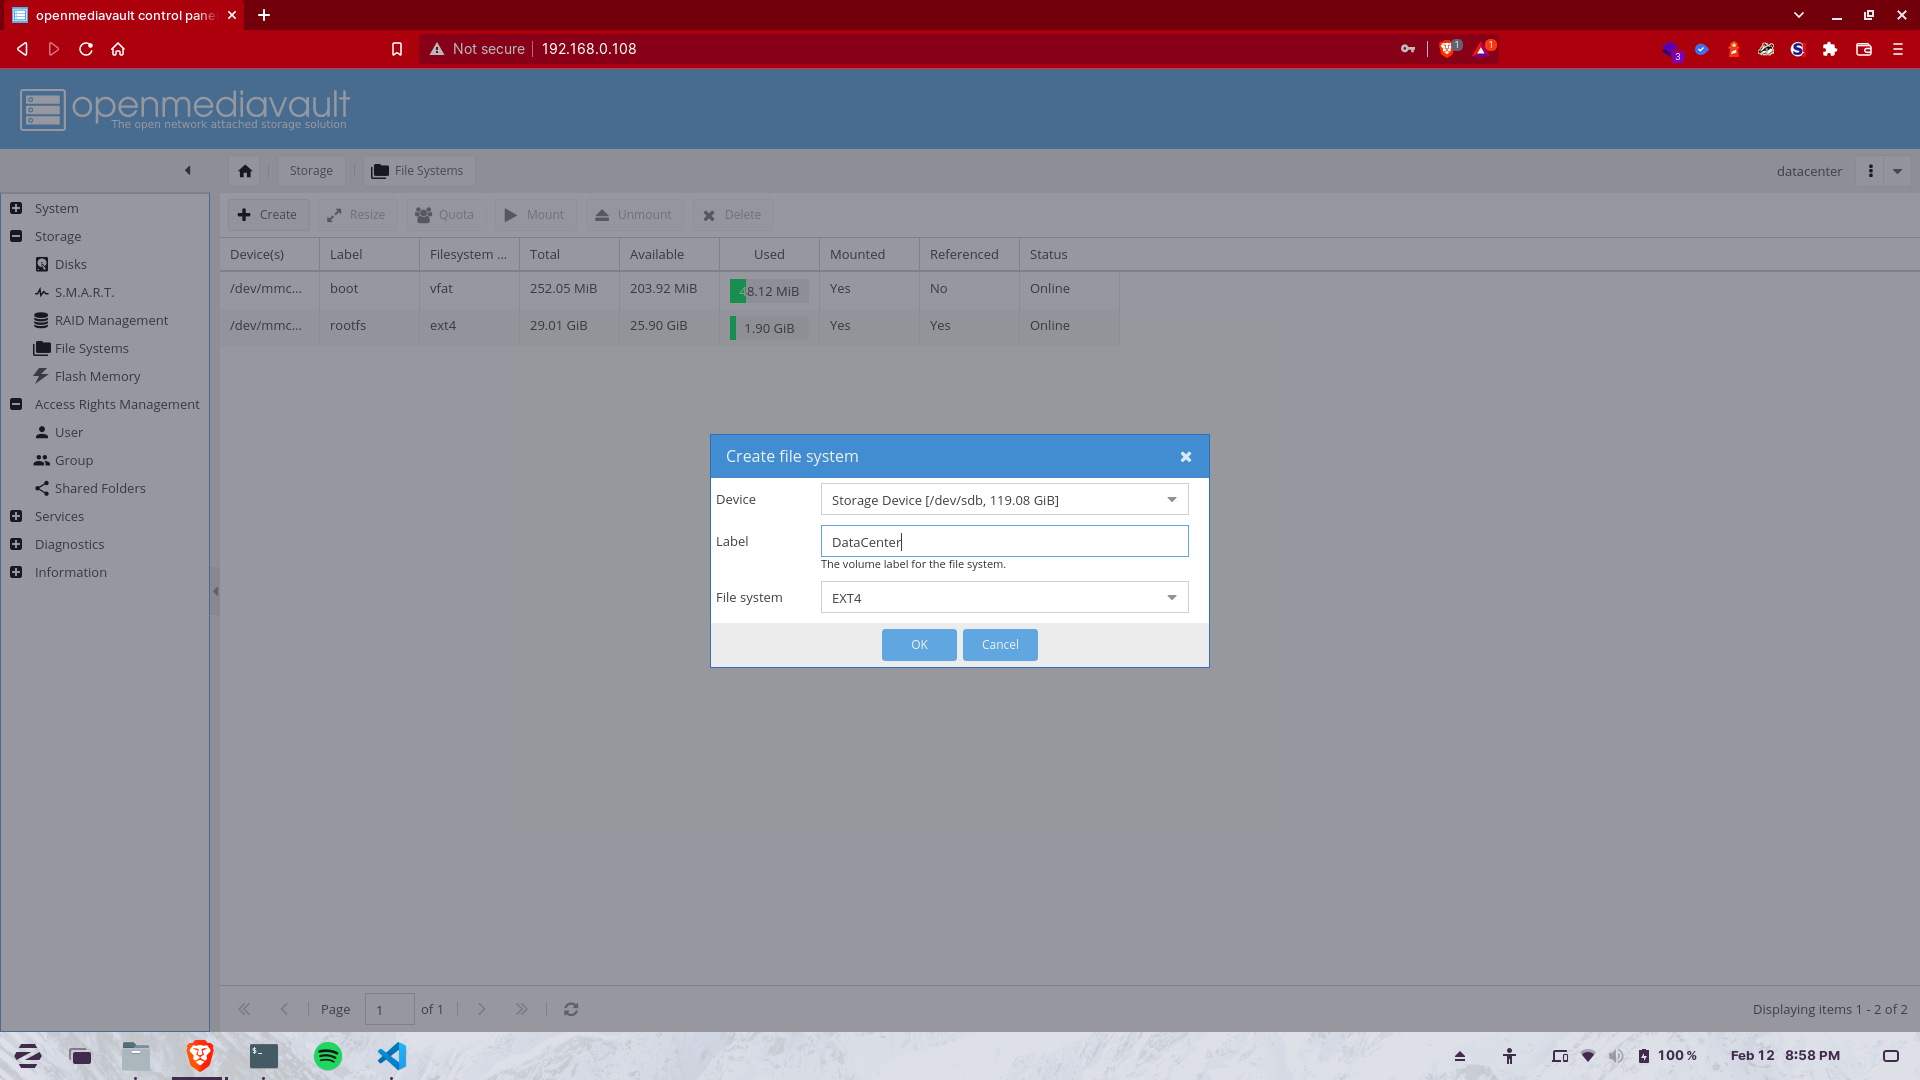 openmediavault control pane
Not secure 192.168.0.108
1
1
3
openmediavault
The open network attached storage solution
Storage File Systems datacenter
System
Storage
Disks
S.M.A.R.T.
RAID Management
File Systems
Flash Memory
Access Rights Management
User
Group
Shared Folders
Services
Diagnostics
Information
Create Resize Quota Mount Unmount Delete
Device(s) Label Filesystem ... Total Available Used Mounted Referenced Status
/dev/mmc... boot vfat 252.05 MiB 203.92 MiB 48.12 MiB Yes No Online
/dev/mmc... rootfs ext4 29.01 GiB 25.90 GiB 1.90 GiB Yes Yes Online
Create file system
Device Storage Device [/dev/sdb, 119.08 GiB]
Label DataCenter
The volume label for the file system.
File system EXT4
OK Cancel
Page 1 of 1 Displaying items 1 - 2 of 2
$-
100 % Feb 12 8:58 PM